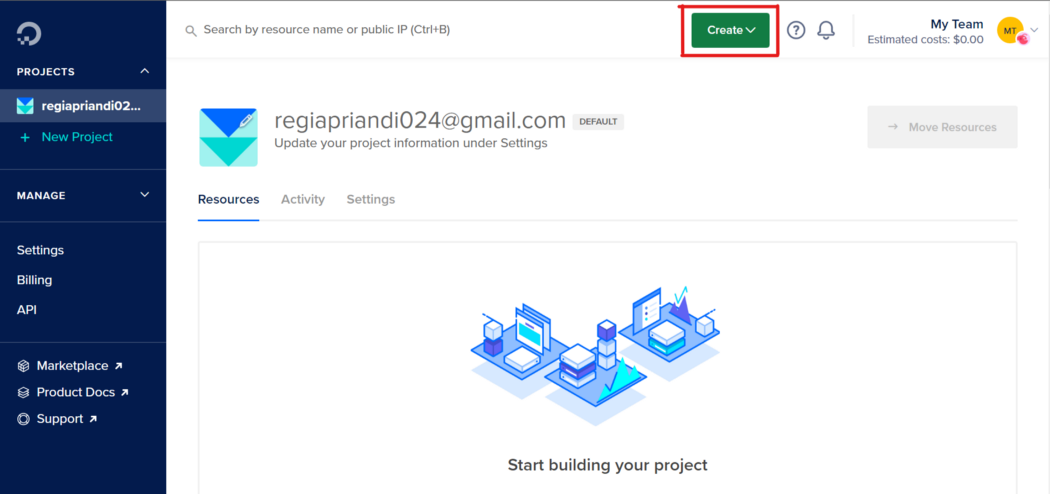 Search by resource name or public IP (Ctrl+B)
Create
My Team
Estimated costs: $0.00
MT
PROJECTS
regiapriandi02...
+ New Project
MANAGE
Settings
Billing
API
Marketplace
Product Docs
Support
regiapriandi024@gmail.com DEFAULT
Update your project information under Settings
→ Move Resources
Resources Activity Settings
Start building your project